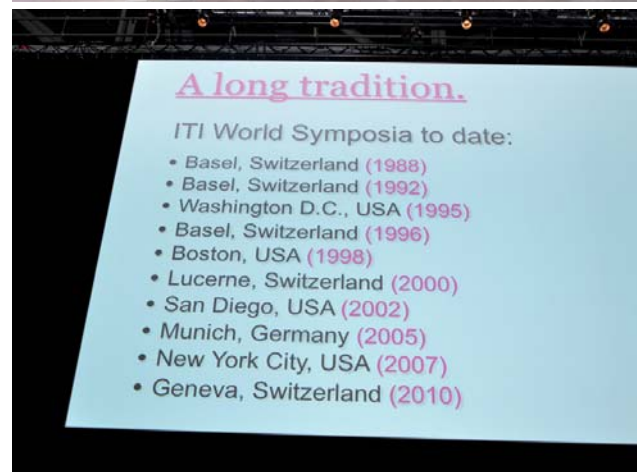 A long tradition.
ITI World Symposia to date:
• Basel, Switzerland (1988)
• Basel, Switzerland (1992)
• Washington D.C., USA (1995)
• Basel, Switzerland (1996)
• Boston, USA (1998)
• Lucerne, Switzerland (2000)
• San Diego, USA (2002)
• Munich, Germany (2005)
• New York City, USA (2007)
• Geneva, Switzerland (2010)